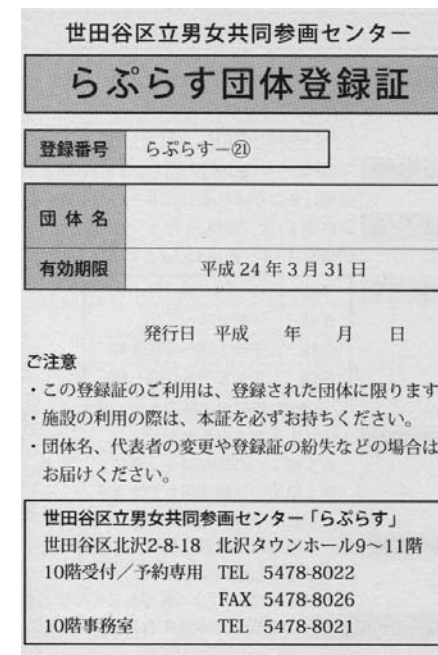 世田谷区立男女共同参画センター
らぷらす団体登録証
登録番号 らぷらすー㉑
団体名
有効期限 平成24年3月31日
発行日 平成 年 月 日
ご注意
・この登録証のご利用は、登録された団体に限ります
・施設の利用の際は、本証を必ずお持ちください。
・団体名、代表者の変更や登録証の紛失などの場合は
お届けください。
世田谷区立男女共同参画センター「らぷらす」
世田谷区北沢2-8-18 北沢タウンホール9〜11階
10階受付/予約専用 TEL 5478-8022
FAX 5478-8026
10階事務室 TEL 5478-8021